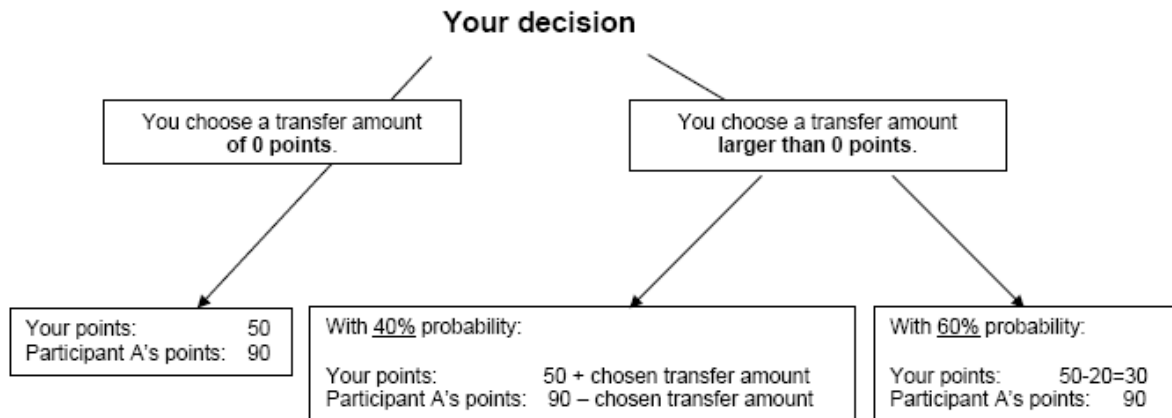 Your decision
You choose a transfer amount
of 0 points.
You choose a transfer amount
larger than 0 points.
Your points: 50
Participant A's points: 90
With 40% probability:
Your points: 50 + chosen transfer amount
Participant A's points: 90 – chosen transfer amount
With 60% probability:
Your points: 50-20=30
Participant A's points: 90